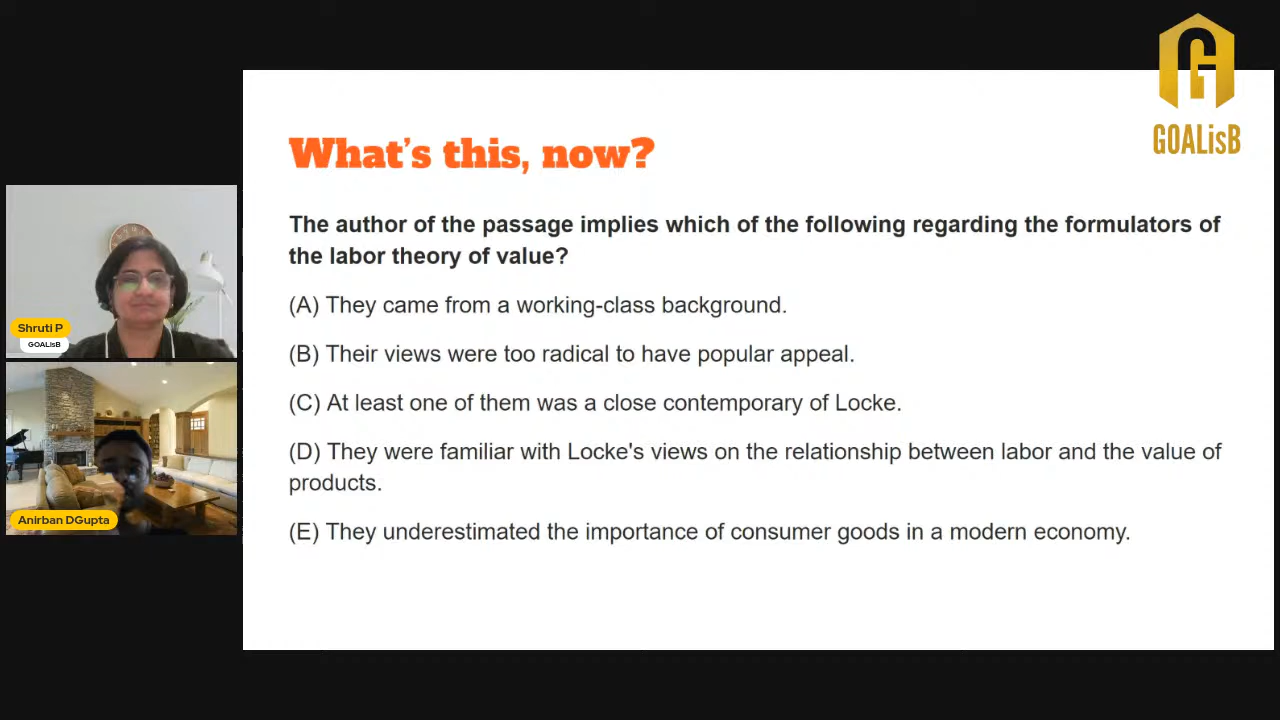 GOALisB
What's this, now?
The author of the passage implies which of the following regarding the formulators of
the labor theory of value?
(A) They came from a working-class background.
(B) Their views were too radical to have popular appeal.
(C) At least one of them was a close contemporary of Locke.
(D) They were familiar with Locke's views on the relationship between labor and the value of
products.
(E) They underestimated the importance of consumer goods in a modern economy.
Shruti P
GOALisB
Anirban DGupta